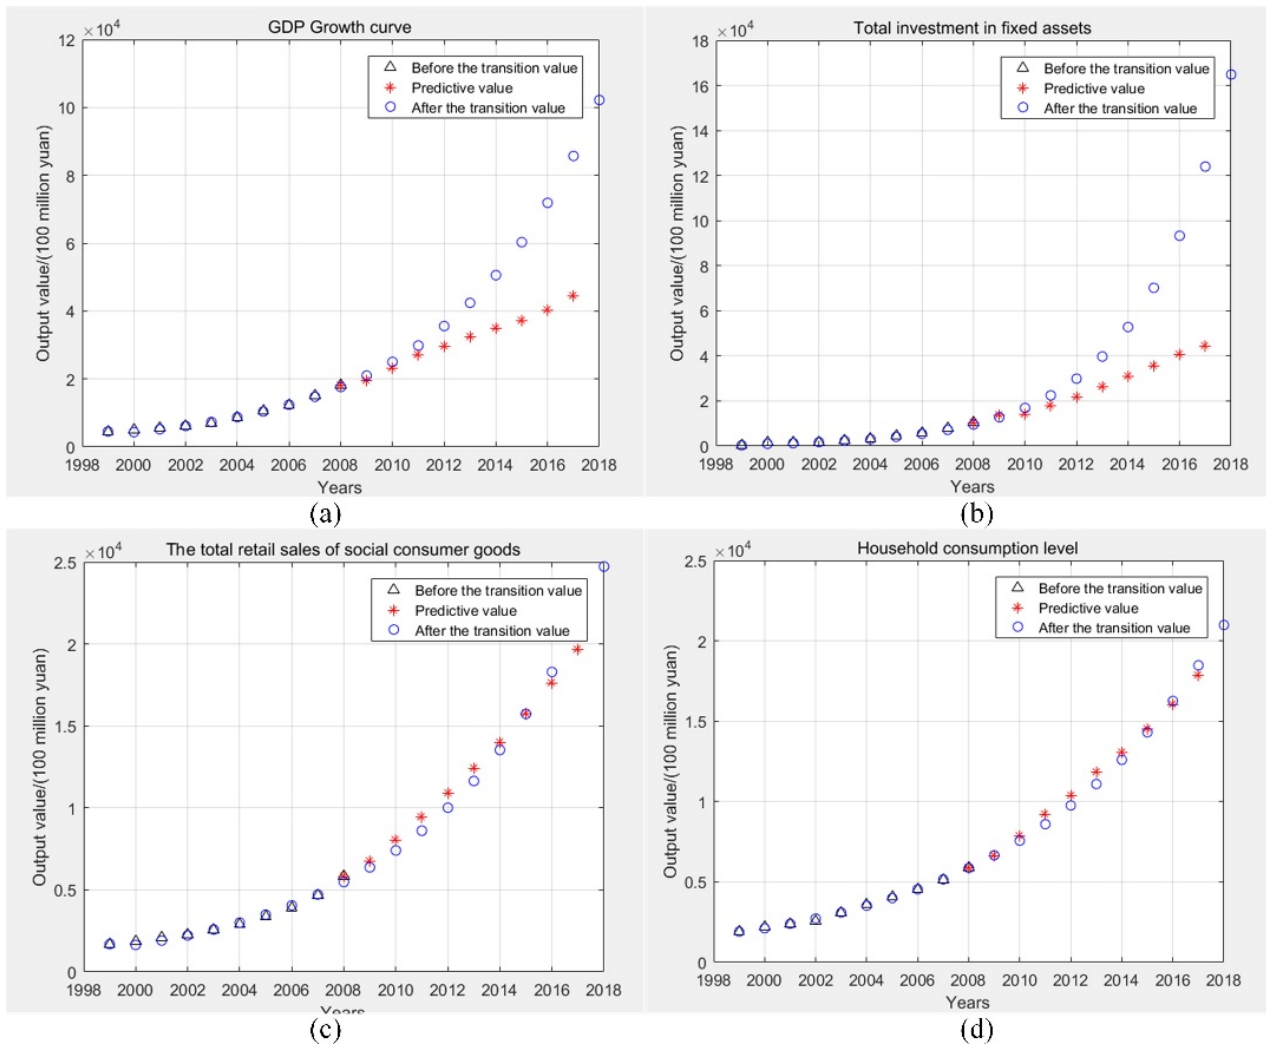 GDP Growth curve
×10⁴
12
10
8
6
4
2
0
Output value/(100 million yuan)
Before the transition value
Predictive value
After the transition value
1998 2000 2002 2004 2006 2008 2010 2012 2014 2016 2018
Years
(a)
Total investment in fixed assets
×10⁴
18
16
14
12
10
8
6
4
2
0
Output value/(100 million yuan)
Before the transition value
Predictive value
After the transition value
1998 2000 2002 2004 2006 2008 2010 2012 2014 2016 2018
Years
(b)
The total retail sales of social consumer goods
×10⁴
2.5
2
1.5
1
0.5
0
Output value/(100 million yuan)
Before the transition value
Predictive value
After the transition value
1998 2000 2002 2004 2006 2008 2010 2012 2014 2016 2018
Years
(c)
Household consumption level
×10⁴
2.5
2
1.5
1
0.5
0
Output value/(100 million yuan)
Before the transition value
Predictive value
After the transition value
1998 2000 2002 2004 2006 2008 2010 2012 2014 2016 2018
Years
(d)